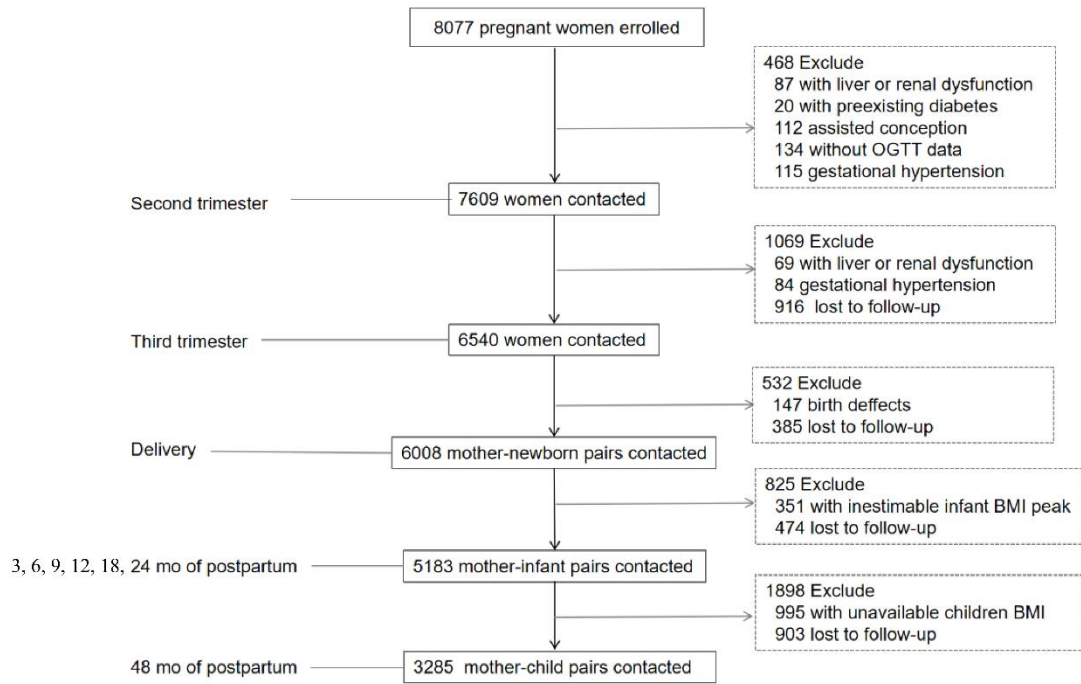 8077 pregnant women enrolled
468 Exclude
87 with liver or renal dysfunction
20 with preexisting diabetes
112 assisted conception
134 without OGTT data
115 gestational hypertension
Second trimester
7609 women contacted
1069 Exclude
69 with liver or renal dysfunction
84 gestational hypertension
916 lost to follow-up
Third trimester
6540 women contacted
532 Exclude
147 birth deffects
385 lost to follow-up
Delivery
6008 mother-newborn pairs contacted
825 Exclude
351 with inestimable infant BMI peak
474 lost to follow-up
3, 6, 9, 12, 18, 24 mo of postpartum
5183 mother-infant pairs contacted
1898 Exclude
995 with unavailable children BMI
903 lost to follow-up
48 mo of postpartum
3285 mother-child pairs contacted